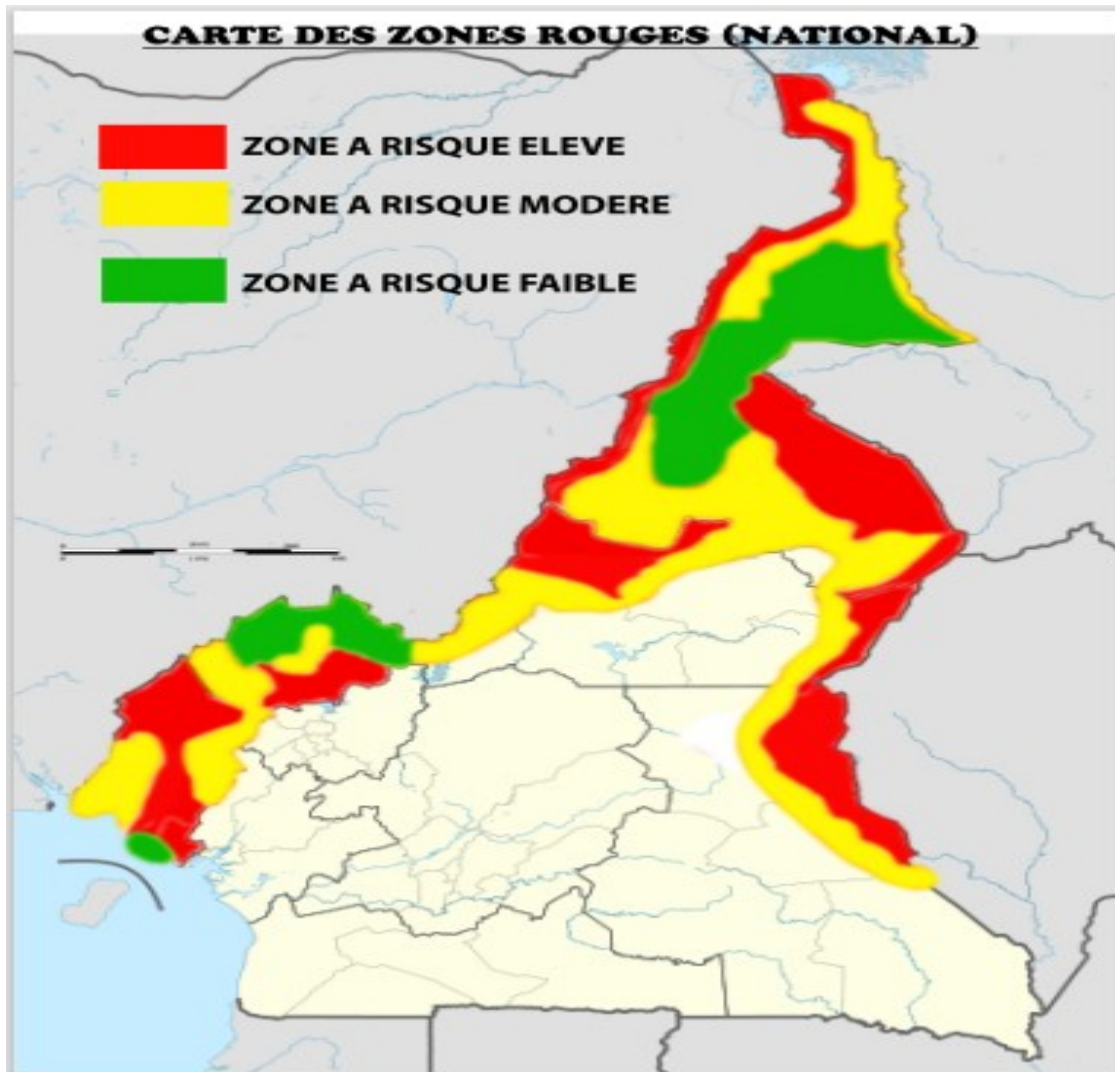 CARTE DES ZONES ROUGES (NATIONAL)
ZONE A RISQUE ELEVE
ZONE A RISQUE MODERE
ZONE A RISQUE FAIBLE